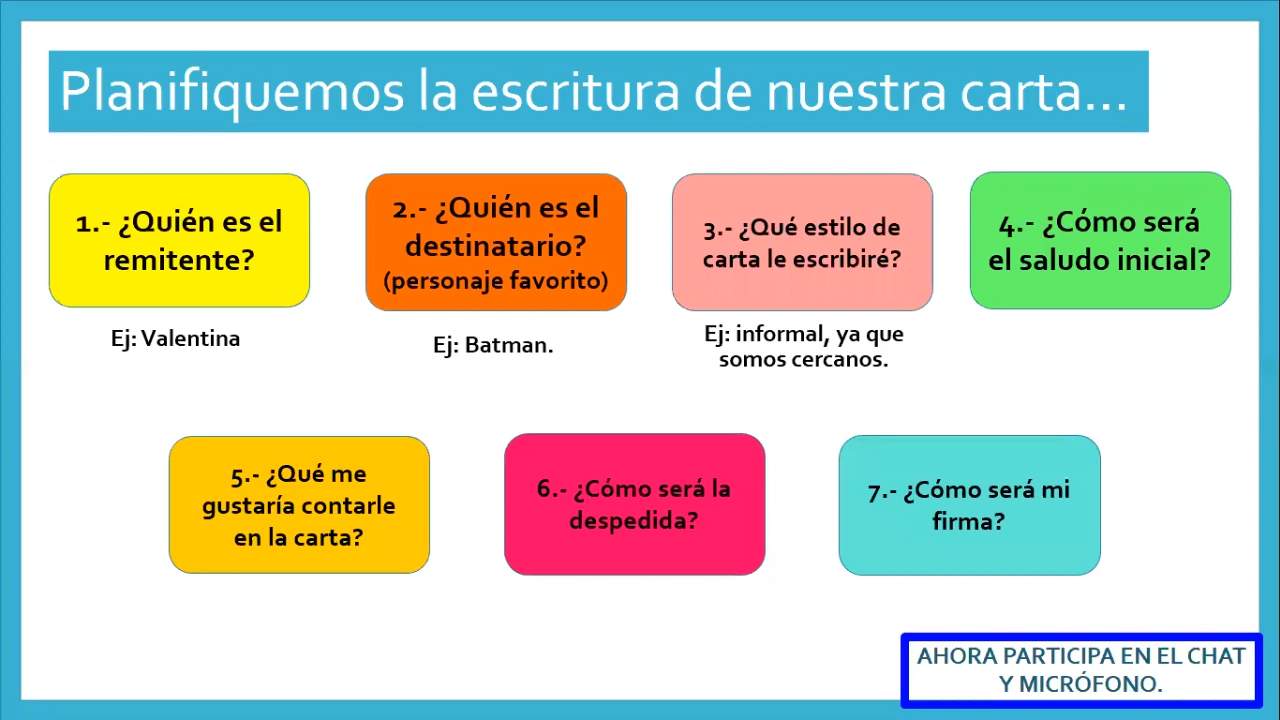 Planifiquemos la escritura de nuestra carta...
1.- ¿Quién es el
remitente?
Ej: Valentina
2.- ¿Quién es el
destinatario?
(personaje favorito)
Ej: Batman.
3.- ¿Qué estilo de
carta le escribiré?
Ej: informal, ya que
somos cercanos.
4.- ¿Cómo será
el saludo inicial?
5.- ¿Qué me
gustaría contarle
en la carta?
6.- ¿Cómo será la
despedida?
7.- ¿Cómo será mi
firma?
AHORA PARTICIPA EN EL CHAT
Y MICRÓFONO.